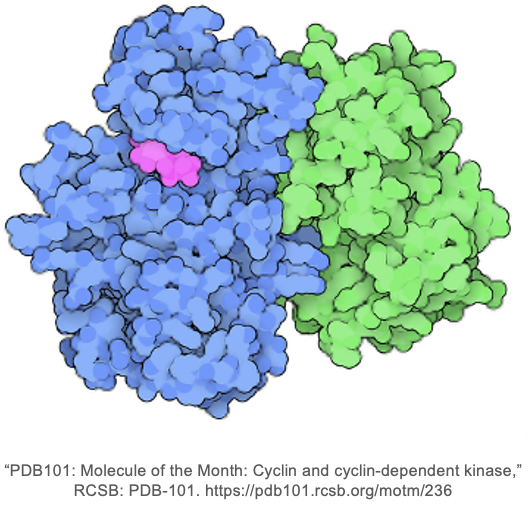 “PDB101: Molecule of the Month: Cyclin and cyclin-dependent kinase,”
RCSB: PDB-101. https://pdb101.rcsb.org/motm/236